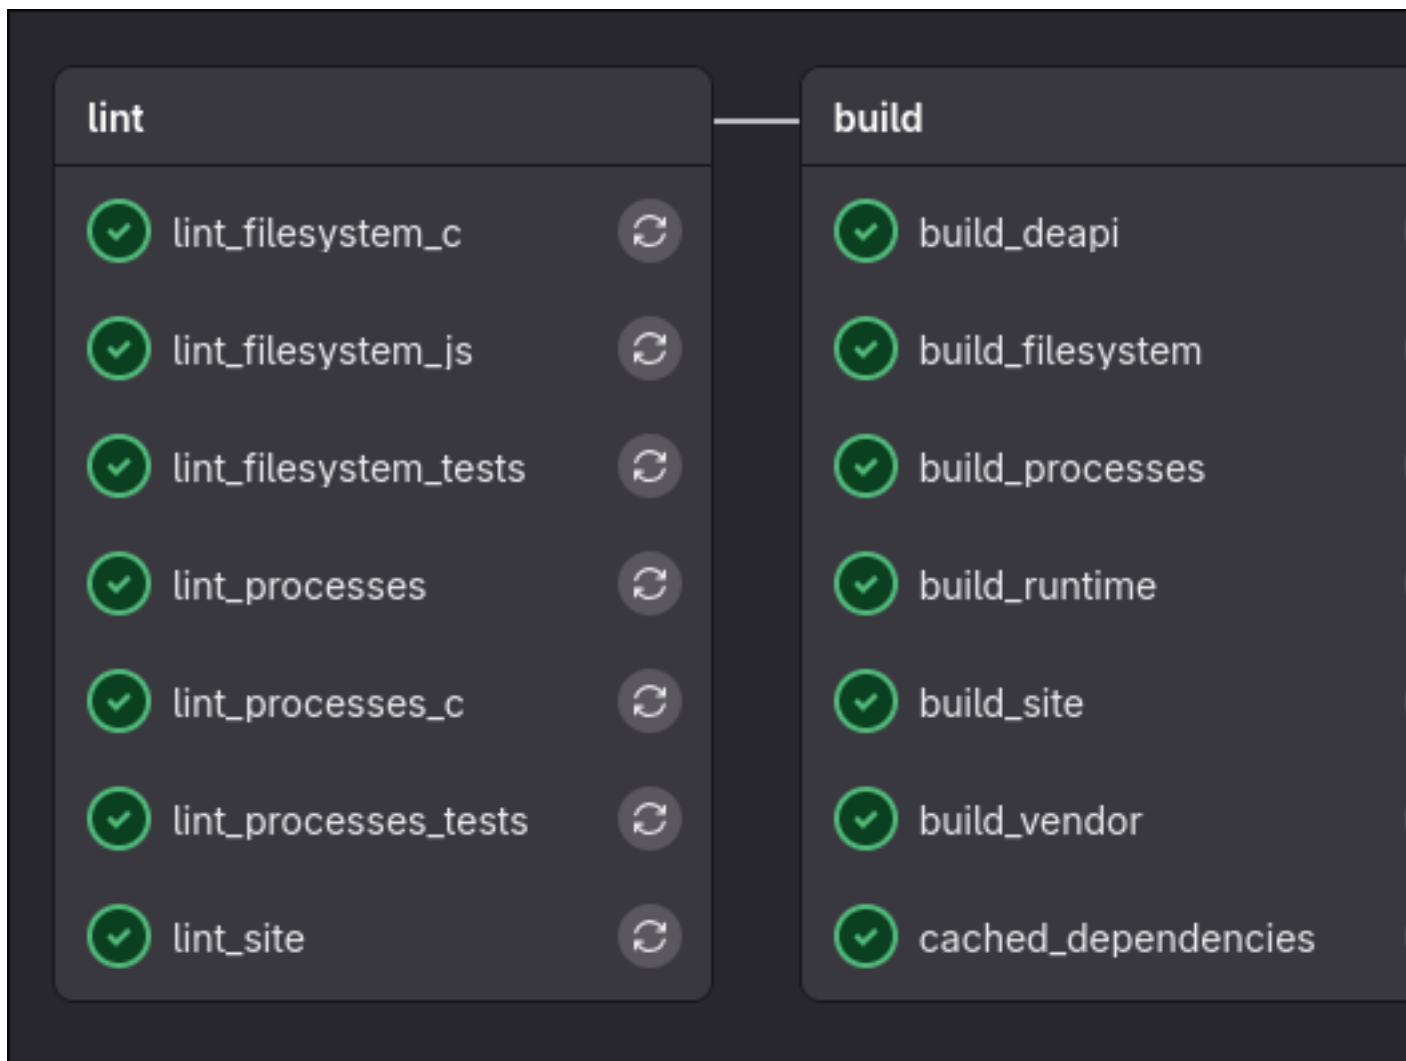 lint
lint_filesystem_c
lint_filesystem_js
lint_filesystem_tests
lint_processes
lint_processes_c
lint_processes_tests
lint_site
build
build_deapi
build_filesystem
build_processes
build_runtime
build_site
build_vendor
cached_dependencies